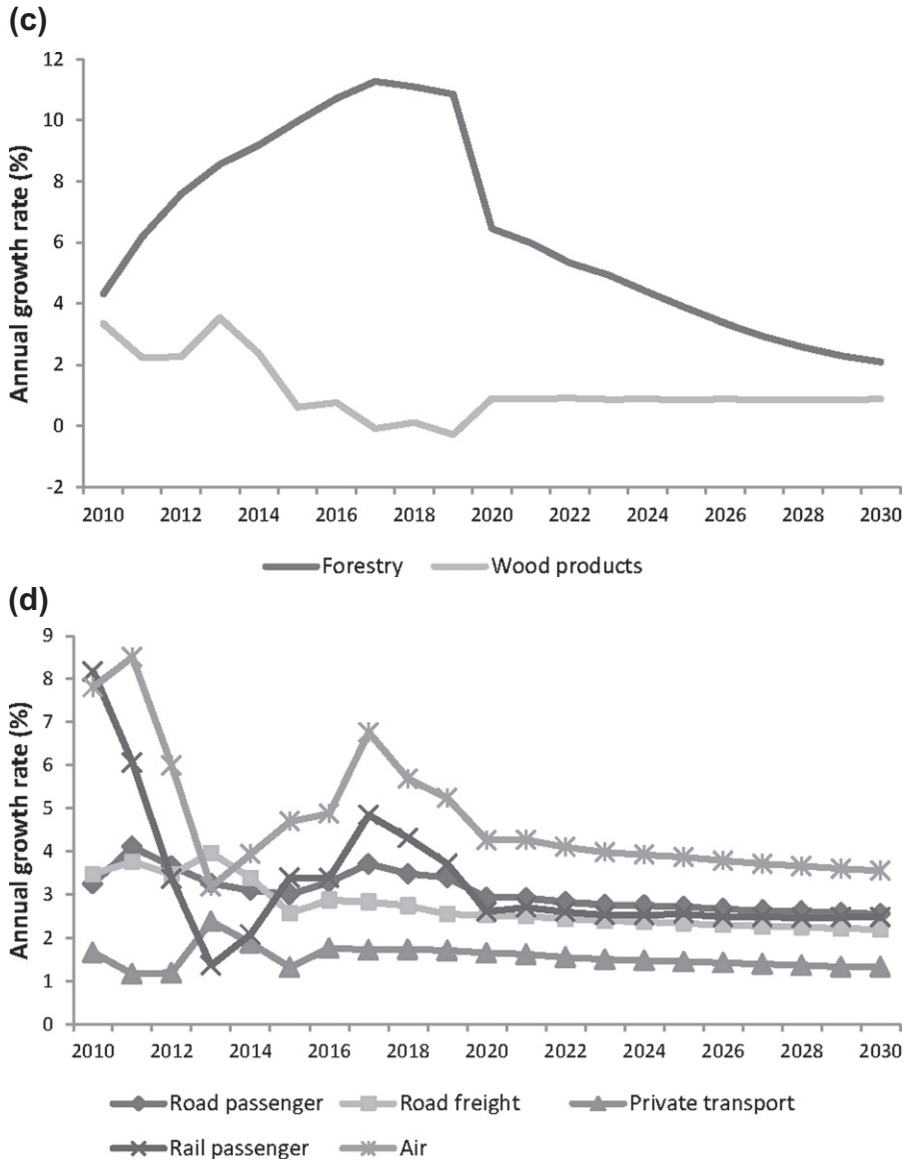 (c)
Annual growth rate (%)
12
10
8
6
4
2
0
-2
2010 2012 2014 2016 2018 2020 2022 2024 2026 2028 2030
Forestry Wood products
(d)
Annual growth rate (%)
9
8
7
6
5
4
3
2
1
0
2010 2012 2014 2016 2018 2020 2022 2024 2026 2028 2030
Road passenger Road freight Private transport
Rail passenger Air